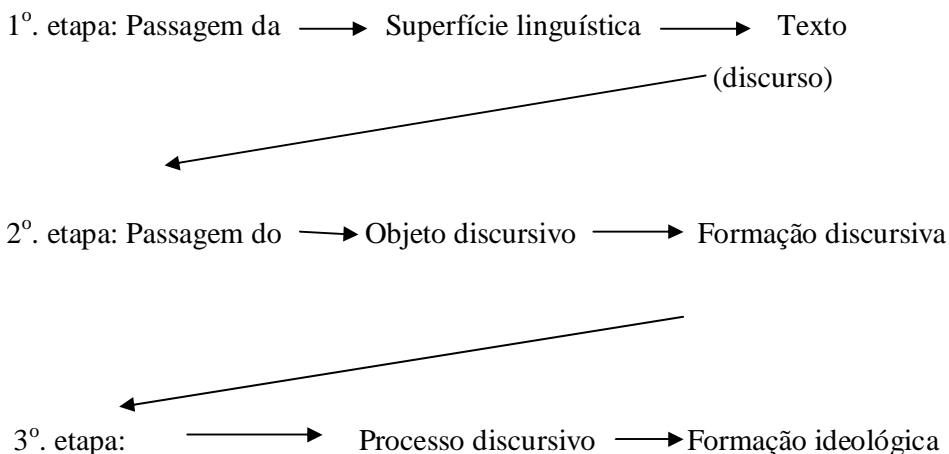 1º. etapa: Passagem da Superfície linguística Texto
(discurso)
2º. etapa: Passagem do Objeto discursivo Formação discursiva
3º. etapa: Processo discursivo Formação ideológica